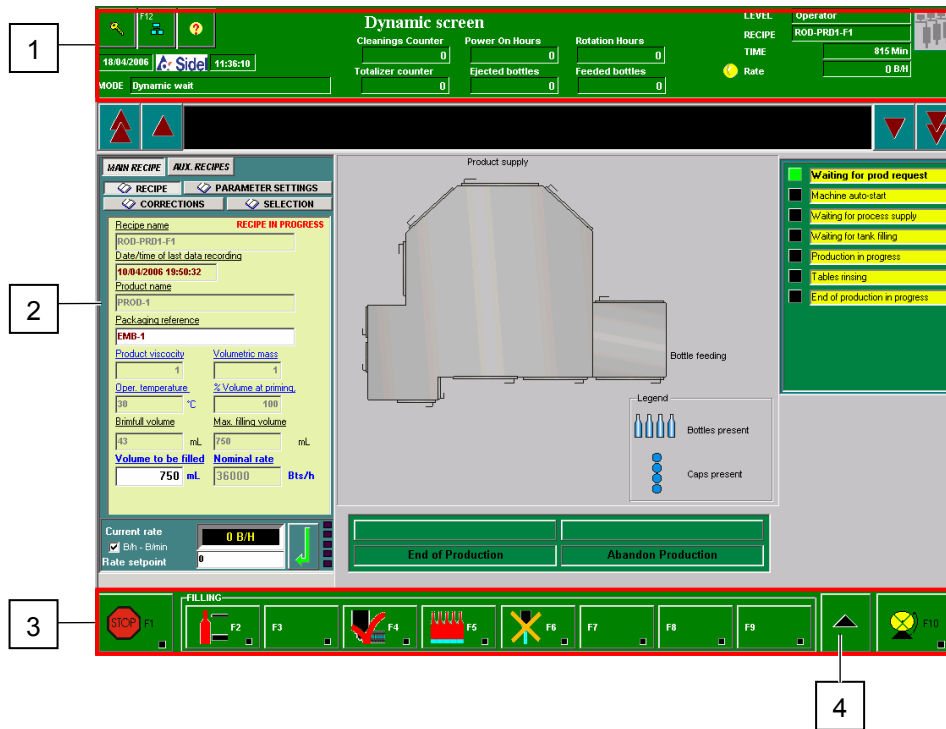 1
F12
Dynamic screen
LEVEL Operator
RECIPE ROD-PRD1-F1
TIME 815 Min
Rate 0 B/H
Cleanings Counter Power On Hours Rotation Hours
0 0 0
Totalizer counter Ejected bottles Feeded bottles
0 0 0
18/04/2006 Sidel 11:36:10
MODE Dynamic wait
2
MAIN RECIPE AUX. RECIPES
RECIPE PARAMETER SETTINGS
CORRECTIONS SELECTION
Recipe name RECIPE IN PROGRESS
ROD-PRD1-F1
Date/time of last data recording
10/04/2006 19:50:32
Product name
PROD-1
Packaging reference
EMB-1
Product viscocity Volumetric mass
1 1
Oper. temperature % Volume at priming.
30 °C 100
Brimfull volume Max. filling volume
43 mL 750 mL
Volume to be filled Nominal rate
750 mL 36000 Bts/h
Current rate 0 B/H
B/h - B/min
Rate setpoint 0
Product supply
Bottle feeding
Legend
Bottles present
Caps present
End of Production Abandon Production
Waiting for prod request
Machine auto-start
Waiting for process supply
Waiting for tank filling
Production in progress
Tables rinsing
End of production in progress
3
STOP F1
FILLING
F2 F3 F4 F5 F6 F7 F8 F9
F10
4